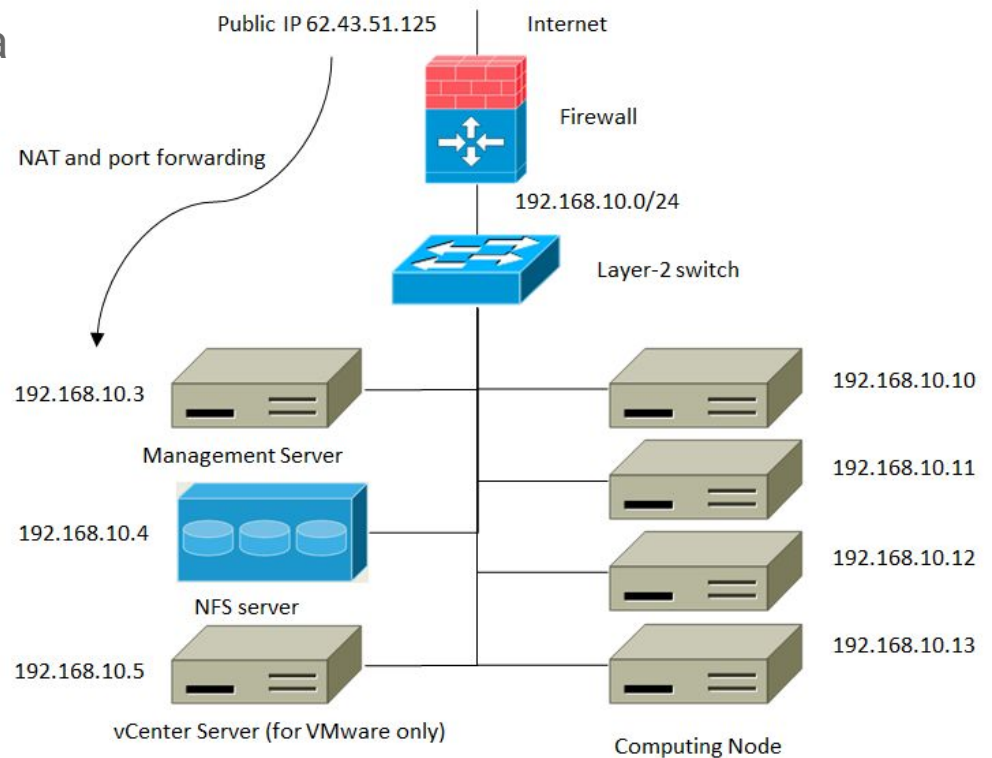 Public IP 62.43.51.125
Internet
a
Firewall
NAT and port forwarding
192.168.10.0/24
Layer-2 switch
192.168.10.3
Management Server
192.168.10.10
192.168.10.11
192.168.10.4
NFS server
192.168.10.12
192.168.10.5
vCenter Server (for VMware only)
192.168.10.13
Computing Node